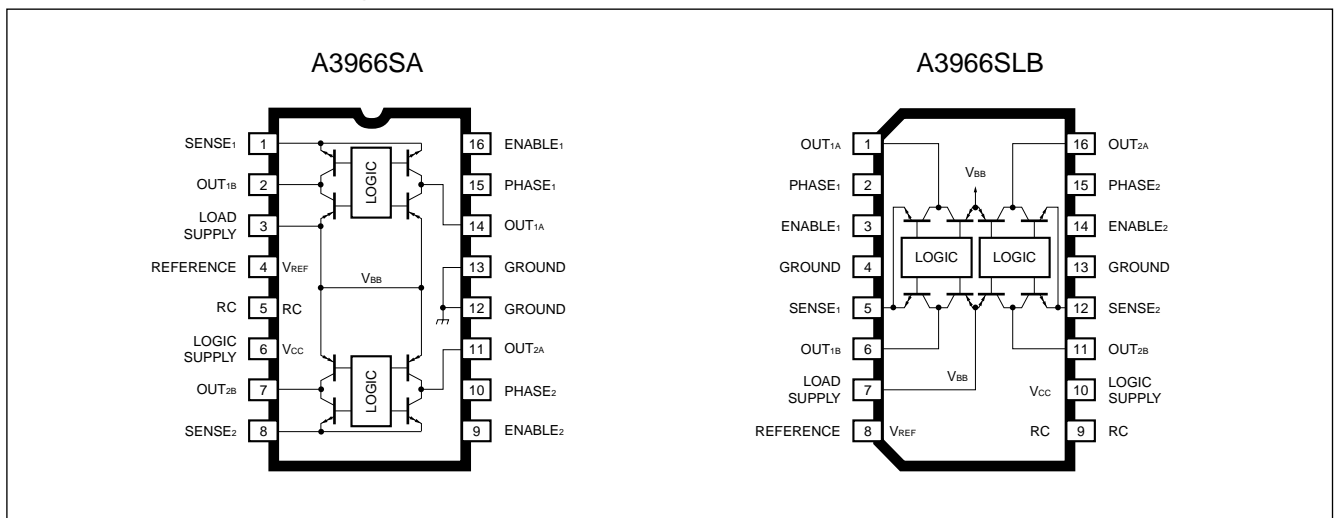 A3966SA
SENSE1
1
OUT1B
2
LOAD
SUPPLY
3
REFERENCE
4
VREF
RC
5
RC
LOGIC
SUPPLY
6
VCC
OUT2B
7
SENSE2
8
LOGIC
VBB
LOGIC
16
ENABLE1
15
PHASE1
14
OUT1A
13
GROUND
12
GROUND
11
OUT2A
10
PHASE2
9
ENABLE2
A3966SLB
OUT1A
1
PHASE1
2
ENABLE1
3
GROUND
4
SENSE1
5
OUT1B
6
LOAD
SUPPLY
7
REFERENCE
8
VREF
VBB
LOGIC
LOGIC
VBB
16
OUT2A
15
PHASE2
14
ENABLE2
13
GROUND
12
SENSE2
11
OUT2B
VCC
10
LOGIC
SUPPLY
RC
9
RC